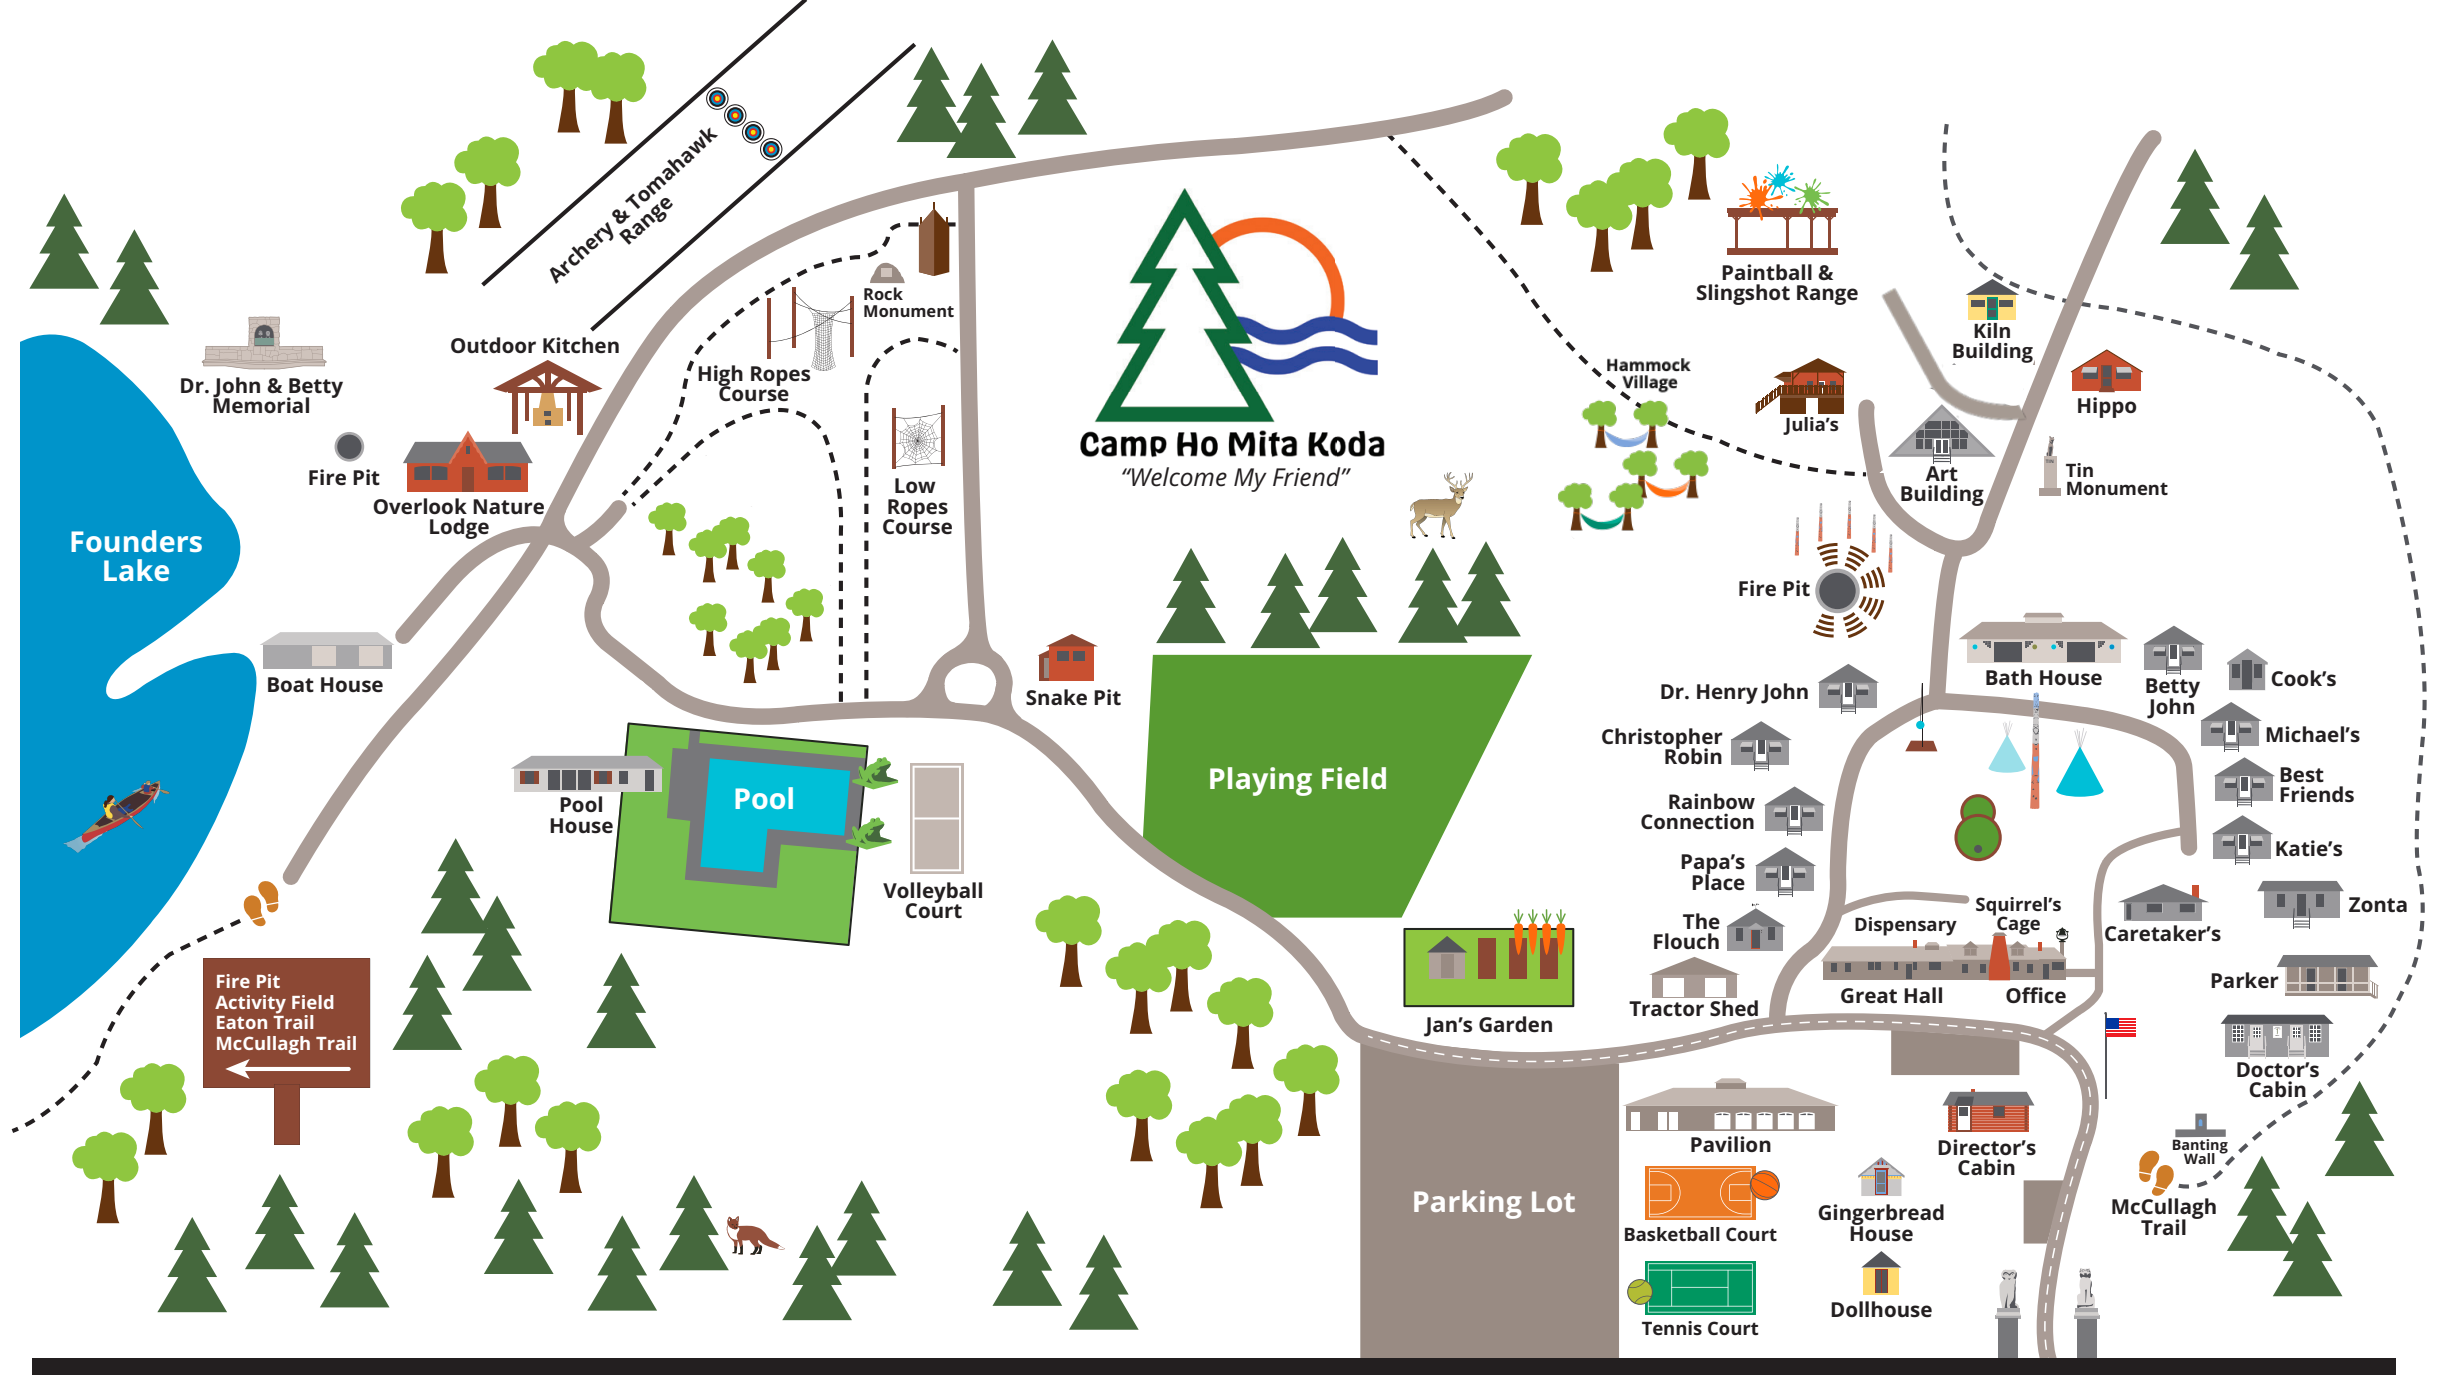 Archery & Tomahawk
Range
Rock
Monument
High Ropes
Course
Low
Ropes
Course
Outdoor Kitchen
Dr. John & Betty
Memorial
Fire Pit
Overlook Nature
Lodge
Founders
Lake
Boat House
Camp Ho Mita Koda
“Welcome My Friend”
Paintball &
Slingshot Range
Hammock
Village
Kiln
Building
Julia’s
Hippo
Art
Building
Tin
Monument
Fire Pit
Bath House
Betty
John
Cook’s
Michael’s
Best
Friends
Katie’s
Zonta
Caretaker’s
Parker
Doctor’s
Cabin
Banting
Wall
McCullagh
Trail
Dr. Henry John
Christopher
Robin
Rainbow
Connection
Papa’s
Place
The
Flouch
Tractor Shed
Dispensary
Squirrel’s
Cage
Great Hall
Office
Snake Pit
Playing Field
Pool
House
Pool
Volleyball
Court
Jan’s Garden
Fire Pit
Activity Field
Eaton Trail
McCullagh Trail
Parking Lot
Pavilion
Basketball Court
Tennis Court
Director’s
Cabin
Gingerbread
House
Dollhouse